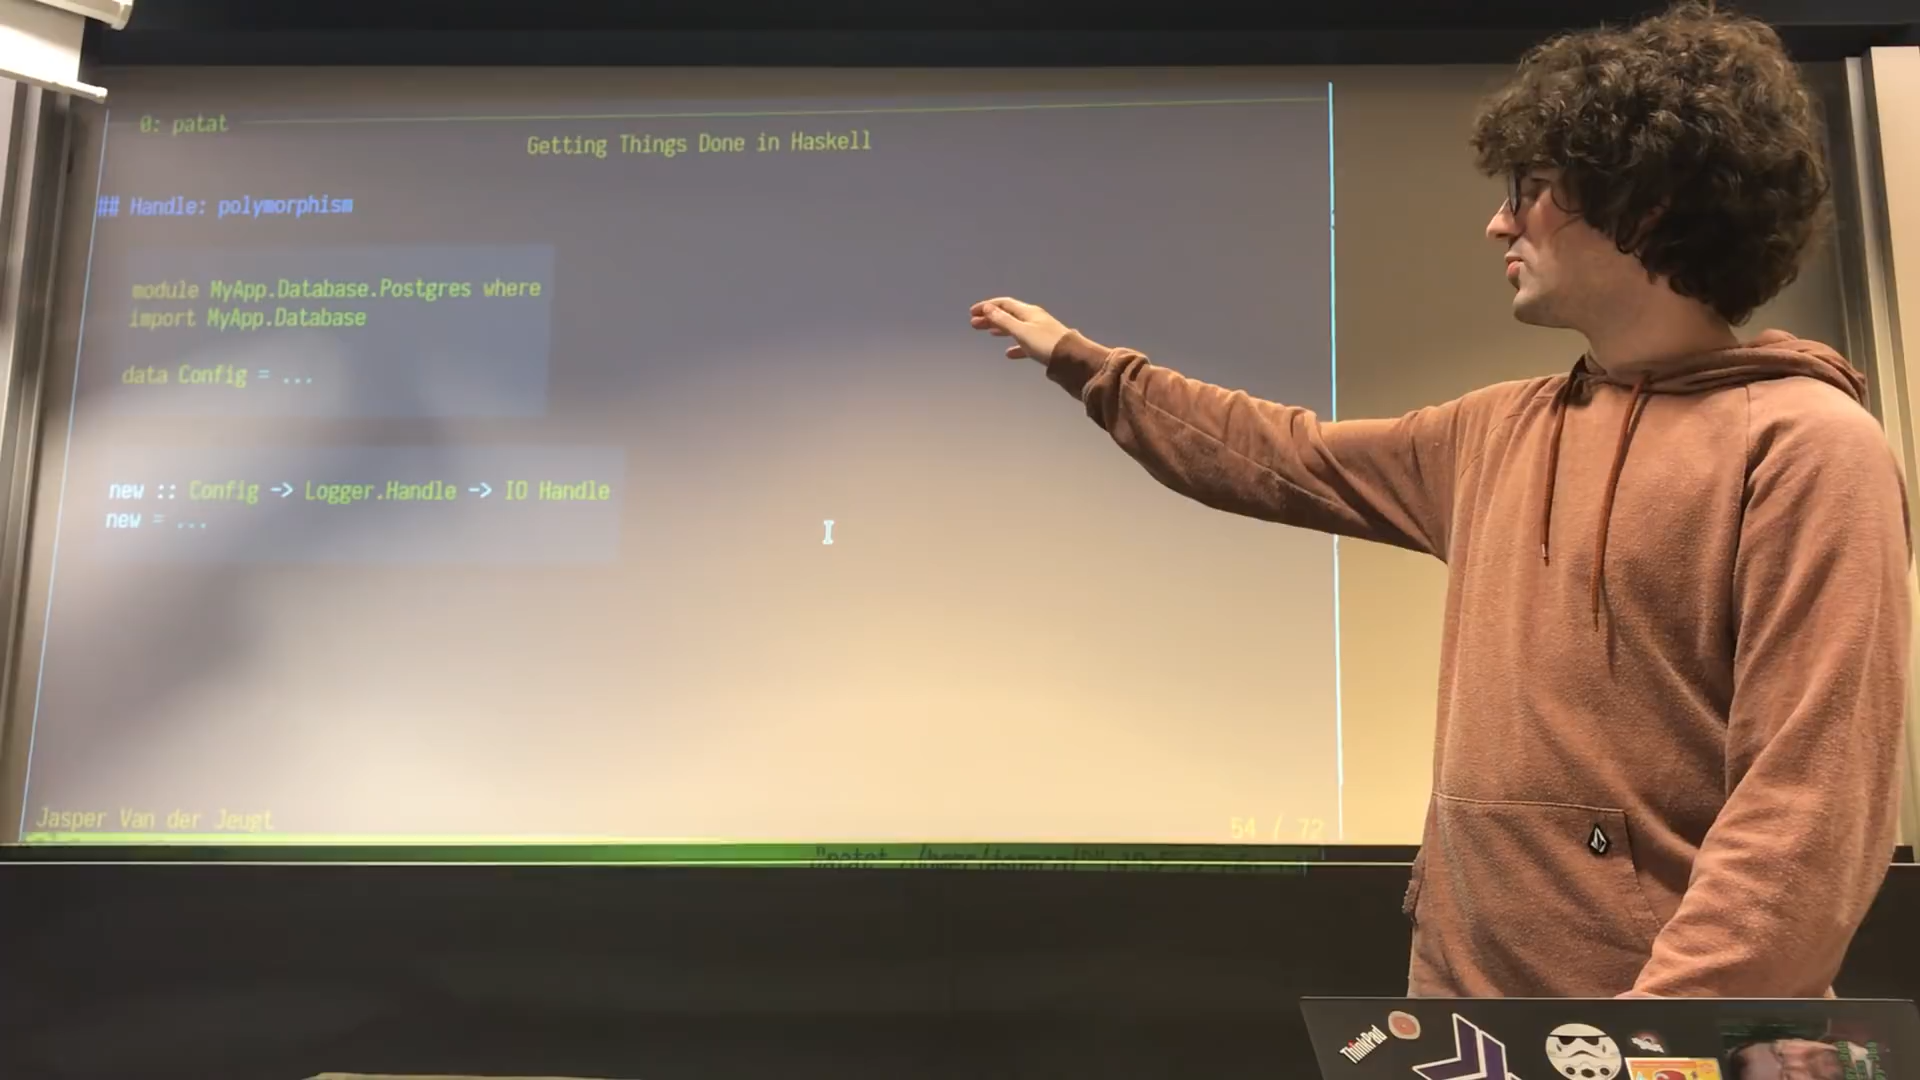 0: patat
Getting Things Done in Haskell
## Handle: polymorphism
module MyApp.Database.Postgres where
import MyApp.Database
data Config = ...
new :: Config -> Logger.Handle -> IO Handle
new = ...
Jasper Van der Jeugt
54 / 72
ThinkPad